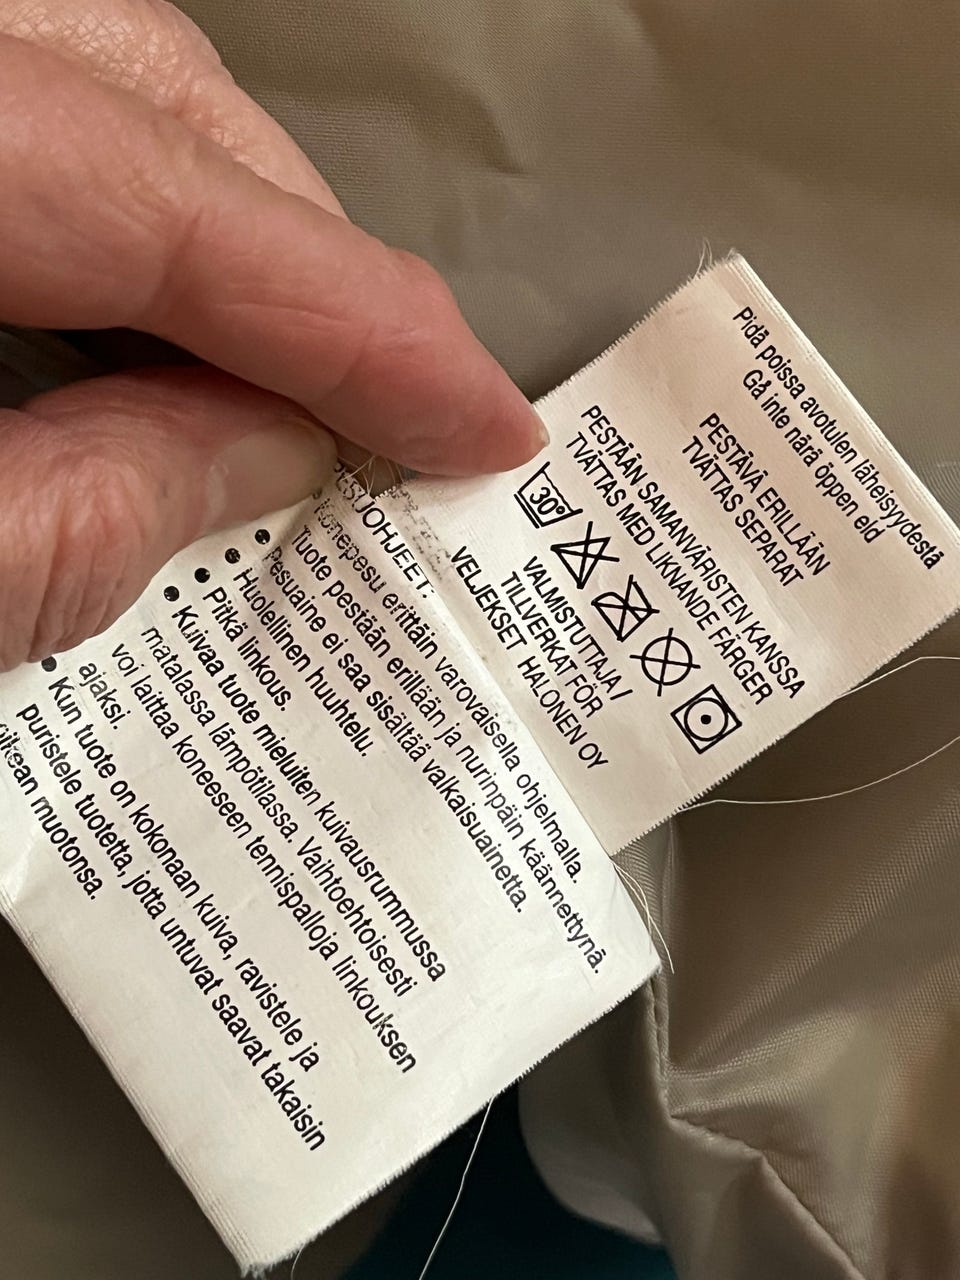 Pidä poissa avotulen läheisyydestä
Gå inte nära öppen eld
PESTÄVÄ ERILLÄÄN
TVÄTTAS SEPARAT
PESTÄÄN SAMANVÄRISTEN KANSSA
TVÄTTAS MED LIKNANDE FÄRGER
30°
VALMISTUTTAJA /
TILLVERKAT FÖR
VELJEKSET HALONEN OY
PESUOHJEET:
• Konepesu erittäin varovaisella ohjelmalla.
Tuote pestään erillään ja nurinpäin käännettynä.
• Pesuaine ei saa sisältää valkaisuainetta.
• Huolellinen huuhtelu.
• Pitkä linkous.
• Kuivaa tuote mieluiten kuivausrummussa
matalassa lämpötilassa. Vaihtoehtoisesti
voi laittaa koneeseen tennispalloja linkouksen
ajaksi.
• Kun tuote on kokonaan kuiva, ravistele ja
puristele tuotetta, jotta untuvat saavat takaisin
oikean muotonsa.